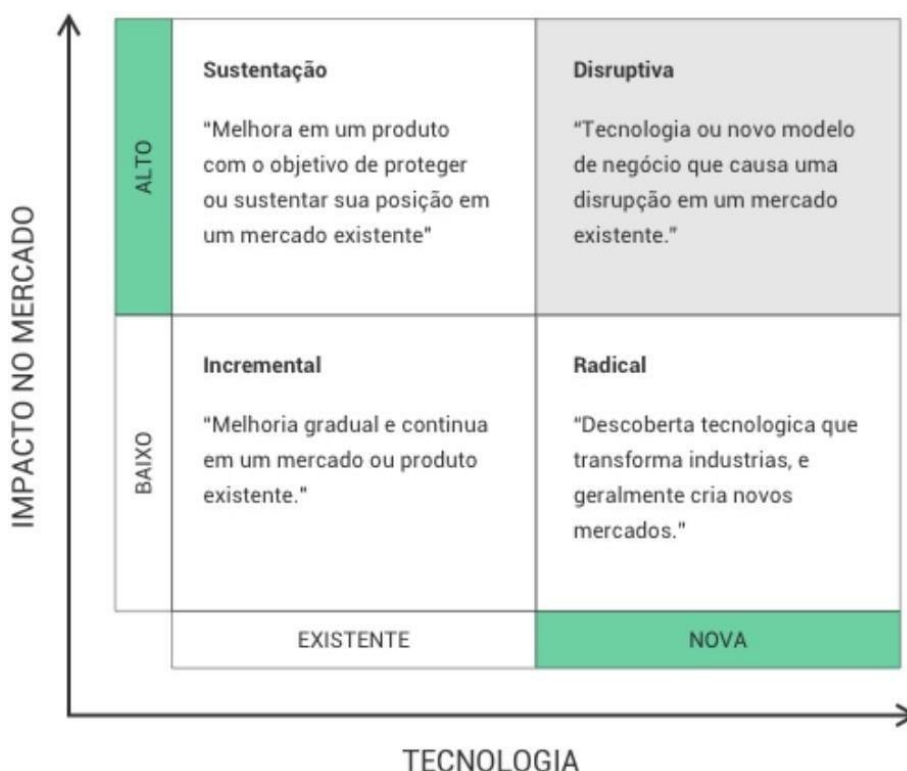 IMPACTO NO MERCADO
ALTO
Sustentação
"Melhora em um produto
com o objetivo de proteger
ou sustentar sua posição em
um mercado existente"
Disruptiva
"Tecnologia ou novo modelo
de negócio que causa uma
disrupção em um mercado
existente."
BAIXO
Incremental
"Melhoria gradual e continua
em um mercado ou produto
existente."
Radical
"Descoberta tecnologica que
transforma industrias, e
geralmente cria novos
mercados."
EXISTENTE
NOVA
TECNOLOGIA